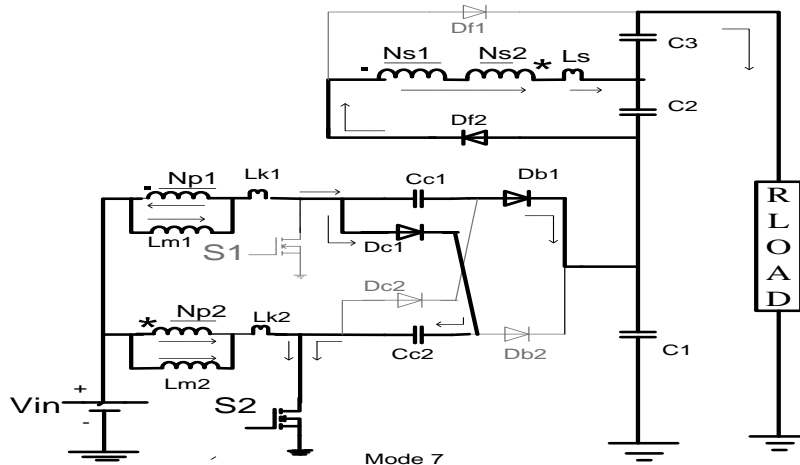 Df1
C3
Ns1 Ns2 * Ls
C2
Df2
Np1 Lk1 Cc1 Db1
Lm1 S1 Dc1
RLOAD
Dc2
* Np2 Lk2
Cc2 Db2 C1
Lm2
Vin + - S2
Mode 7